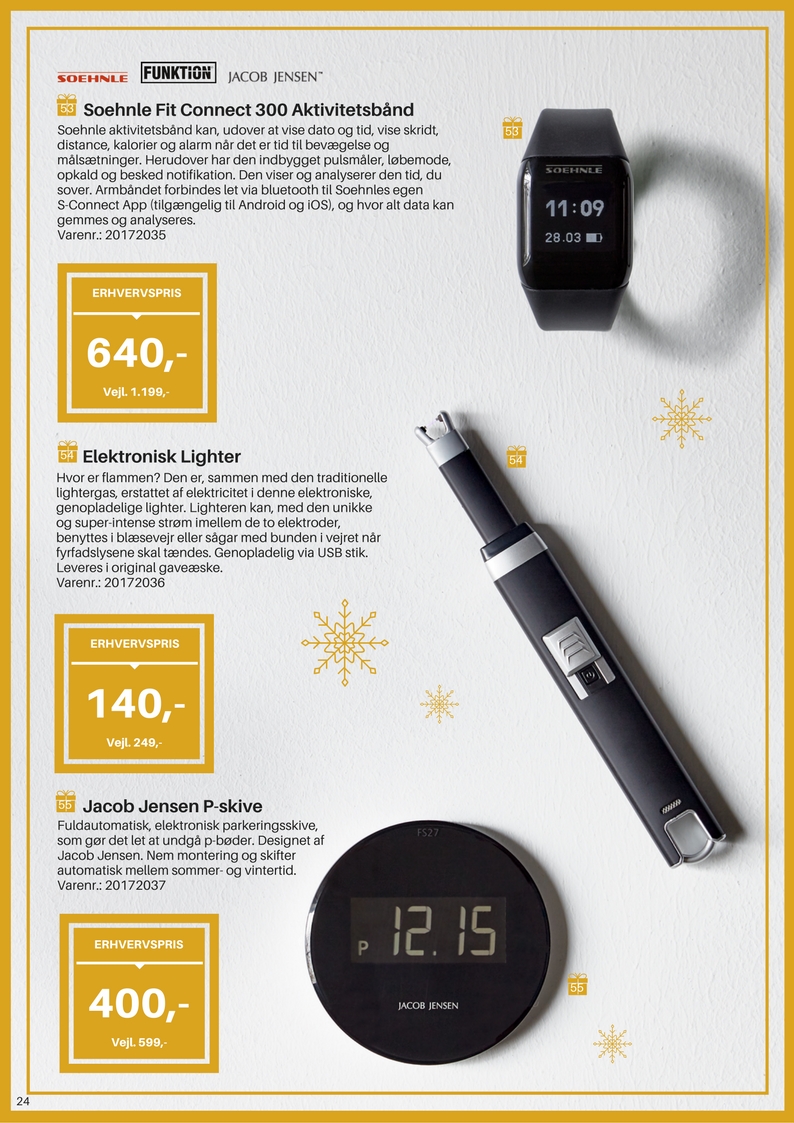 SOEHNLE FUNKTION JACOB JENSEN™
53 Soehnle Fit Connect 300 Aktivitetsbånd
Soehnle aktivitetsbånd kan, udover at vise dato og tid, vise skridt,
distance, kalorier og alarm når det er tid til bevægelse og
målsætninger. Herudover har den indbygget pulsmåler, løbemode,
opkald og besked notifikation. Den viser og analyserer den tid, du
sover. Armbåndet forbindes let via bluetooth til Soehnles egen
S-Connect App (tilgængelig til Android og iOS), og hvor alt data kan
gemmes og analyseres.
Varenr.: 20172035
53
SOEHNLE
11:09
28.03
ERHVERVSPRIS
640,-
Vejl. 1.199,-
54 Elektronisk Lighter
Hvor er flammen? Den er, sammen med den traditionelle
lightergas, erstattet af elektricitet i denne elektroniske,
genopladelige lighter. Lighteren kan, med den unikke
og super-intense strøm imellem de to elektroder,
benyttes i blæsevejr eller sågar med bunden i vejret når
fyrfadslysene skal tændes. Genopladelig via USB stik.
Leveres i original gaveæske.
Varenr.: 20172036
54
ERHVERVSPRIS
140,-
Vejl. 249,-
55 Jacob Jensen P-skive
Fuldautomatisk, elektronisk parkeringsskive,
som gør det let at undgå p-bøder. Designet af
Jacob Jensen. Nem montering og skifter
automatisk mellem sommer- og vintertid.
Varenr.: 20172037
FS27
P 12.15
JACOB JENSEN
55
ERHVERVSPRIS
400,-
Vejl. 599,-
24